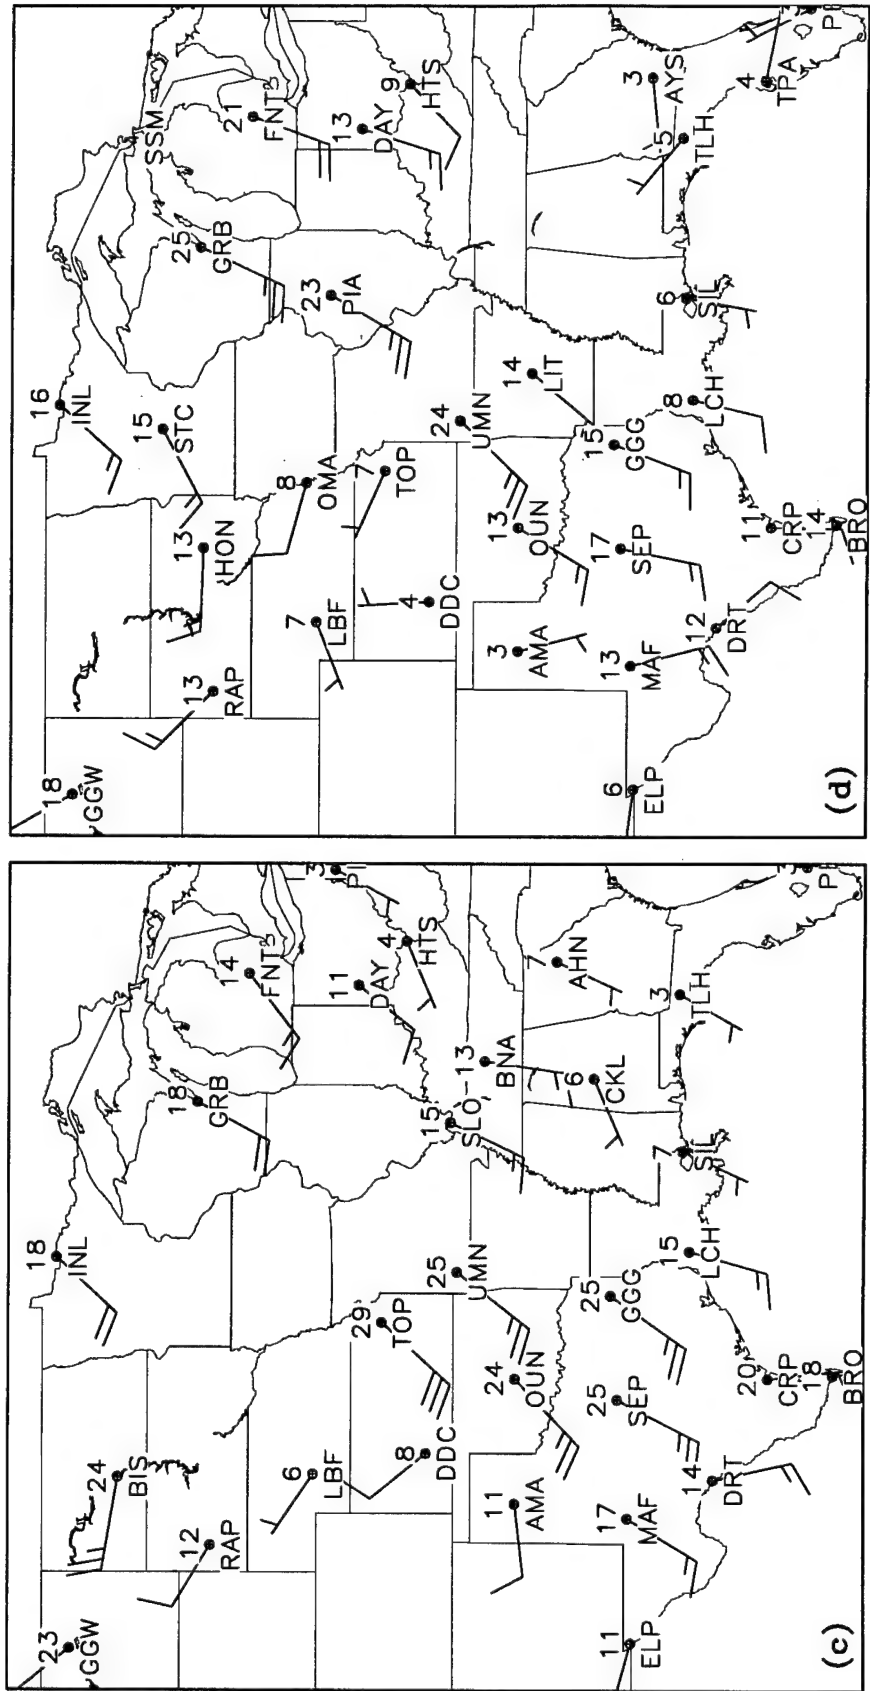 18
INL
23
GGW
24
BIS
18
GRB
12
RAP
14
FNT
6
LBF
3
PI
11
DAY
29
TOP
4
HTS
8
DDC
15
SLO
25
UMN
13
BNA
24
OUN
11
AMA
7
AHN
6
CKL
25
GGG
25
SEP
17
MAF
11
ELP
3
TLH
7
SIL
15
LCH
14
DRT
20
CRP
18
BRO
(c)
16
INL
18
GGW
SSM
15
STC
25
GRB
13
HON
13
RAP
21
FNT
8
OMA
7
LBF
23
PIA
13
DAY
7
TOP
9
HTS
4
DDC
24
UMN
14
LIT
13
OUN
3
AMA
15
GGG
17
SEP
13
MAF
6
ELP
3
AYS
5
TLH
6
SIL
8
LCH
12
DRT
4
TPA
11
CRP
14
BRO
(d)